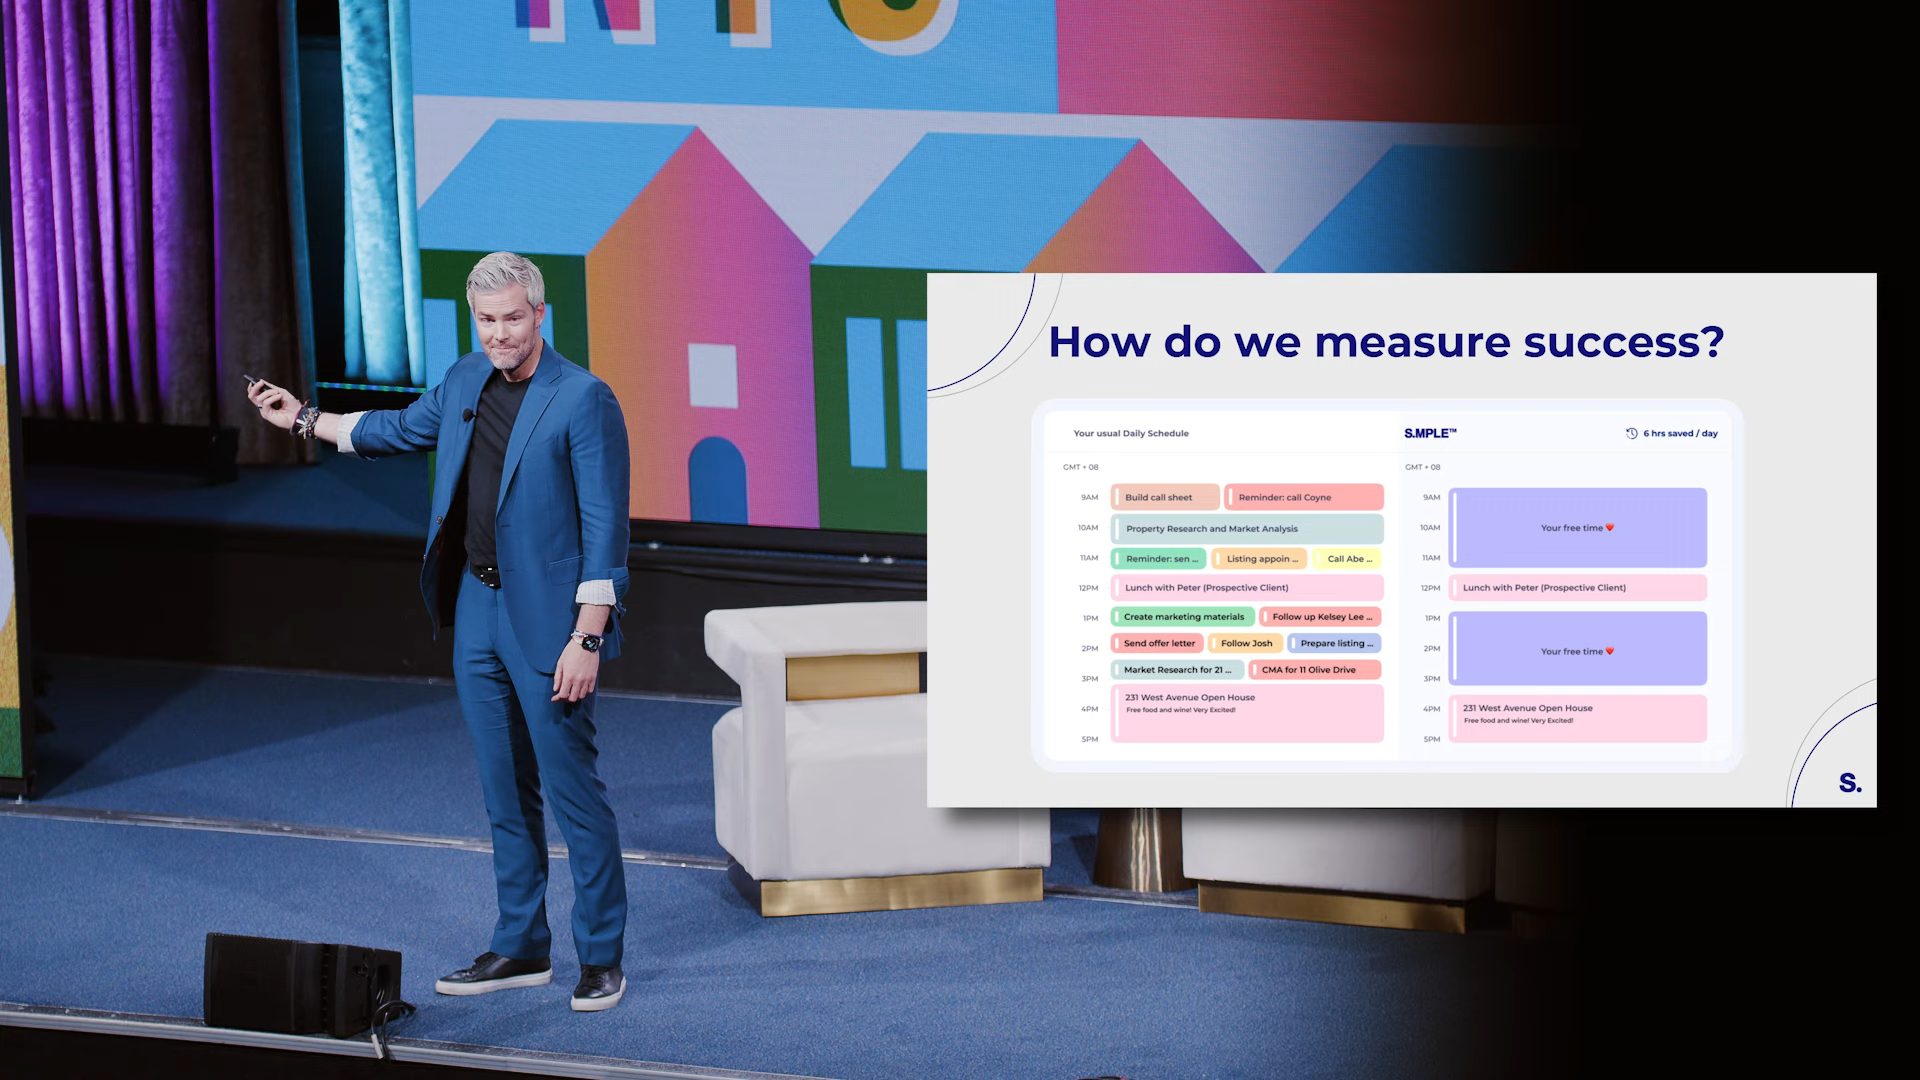 NYC
How do we measure success?
Your usual Daily Schedule
GMT + 08
9AM
Build call sheet
Reminder: call Coyne
10AM
Property Research and Market Analysis
11AM
Reminder: sen ...
Listing appoin ...
Call Abe ...
12PM
Lunch with Peter (Prospective Client)
1PM
Create marketing materials
Follow up Kelsey Lee ...
2PM
Send offer letter
Follow Josh
Prepare listing ...
3PM
Market Research for 21 ...
CMA for 11 Olive Drive
4PM
231 West Avenue Open House
Free food and wine! Very Excited!
5PM
S.MPLE™
6 hrs saved / day
GMT + 08
9AM
10AM
Your free time ❤
11AM
12PM
Lunch with Peter (Prospective Client)
1PM
2PM
Your free time ❤
3PM
4PM
231 West Avenue Open House
Free food and wine! Very Excited!
5PM
S.